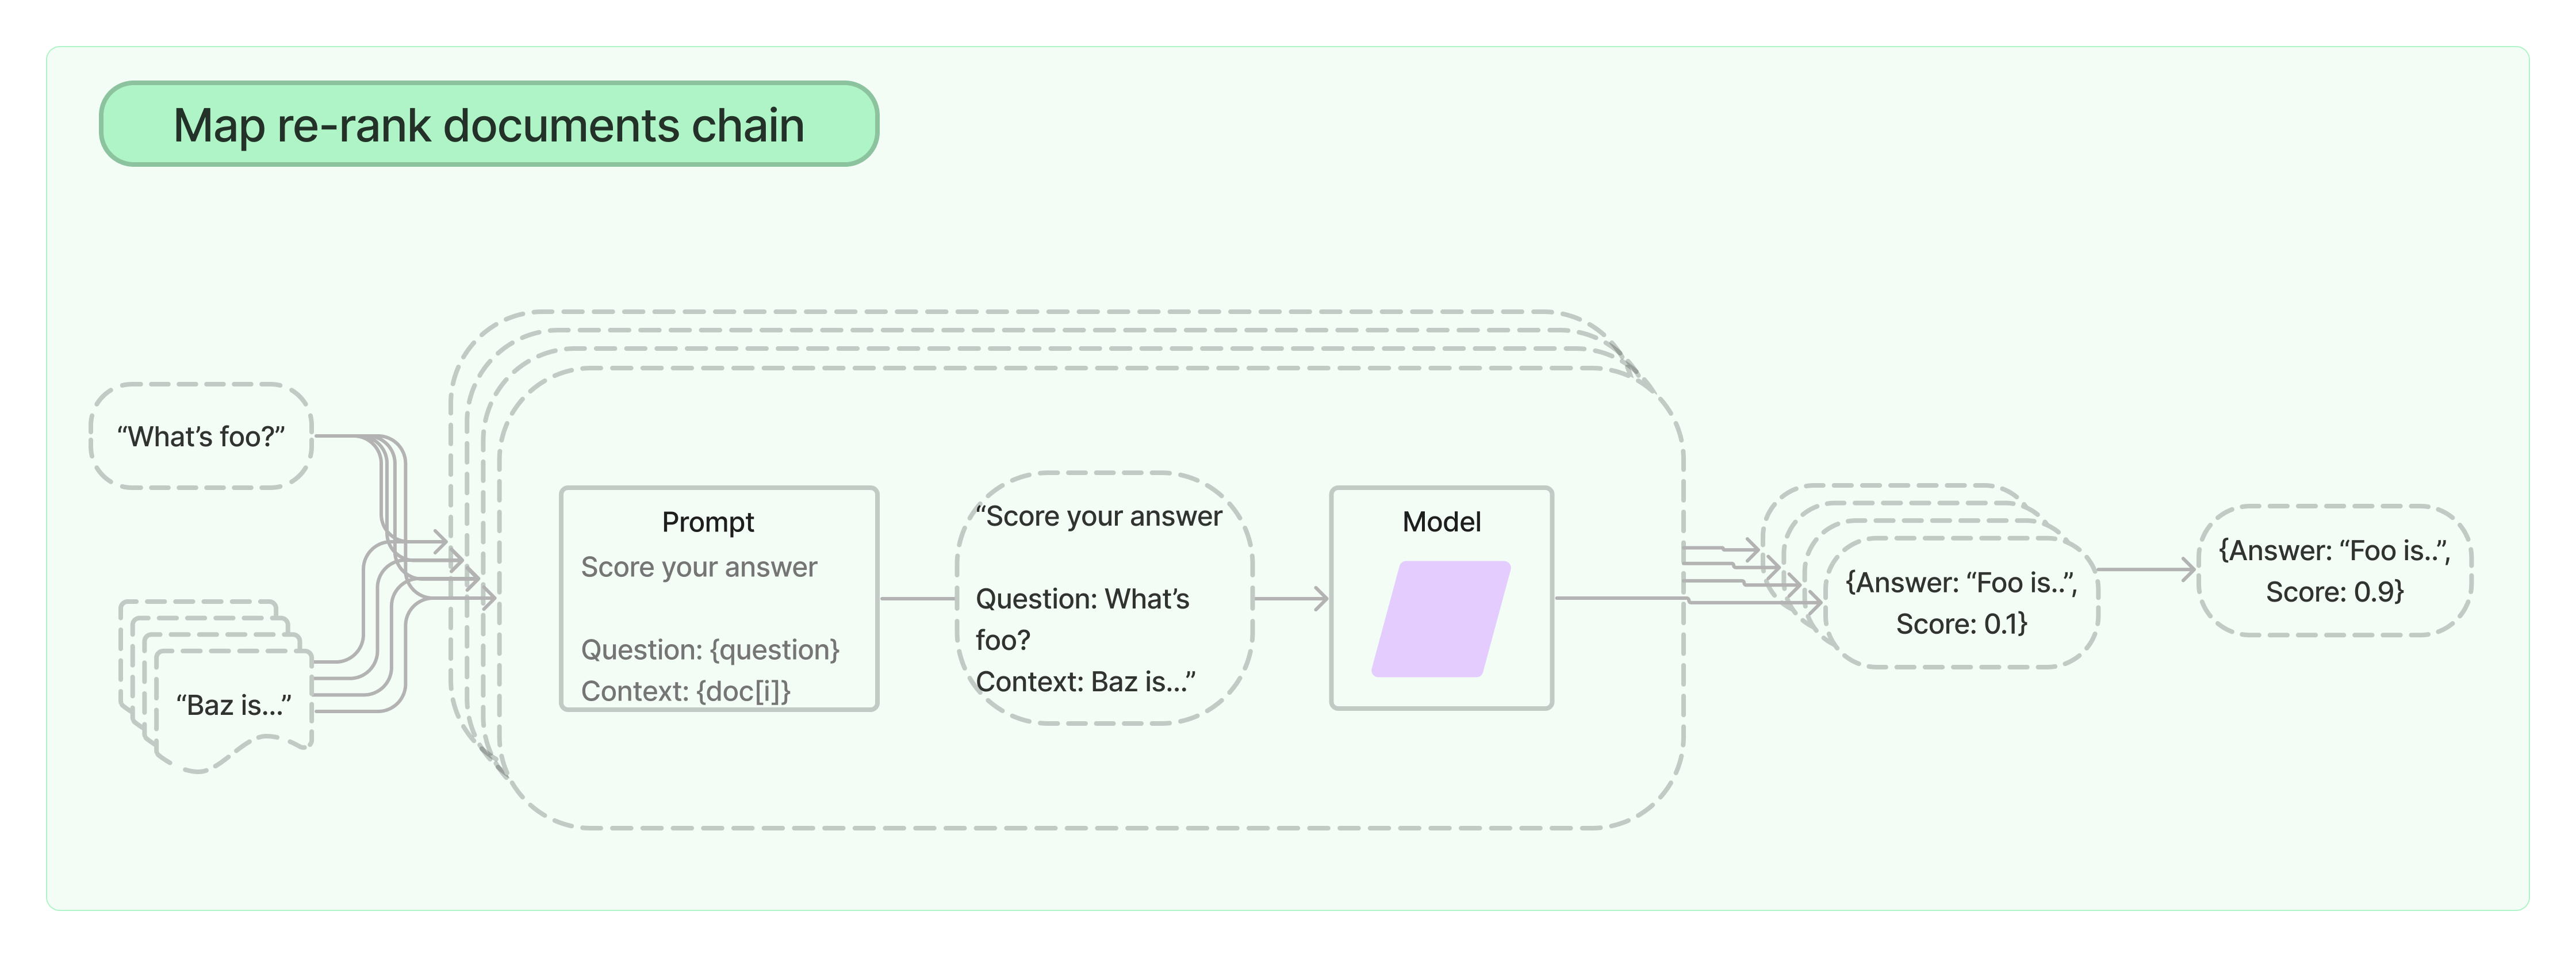 Map re-rank documents chain
“What’s foo?”
“Baz is...”
Prompt
Score your answer
Question: {question}
Context: {doc[i]}
“Score your answer
Question: What’s
foo?
Context: Baz is...”
Model
{Answer: “Foo is..”,
Score: 0.1}
{Answer: “Foo is..”,
Score: 0.9}